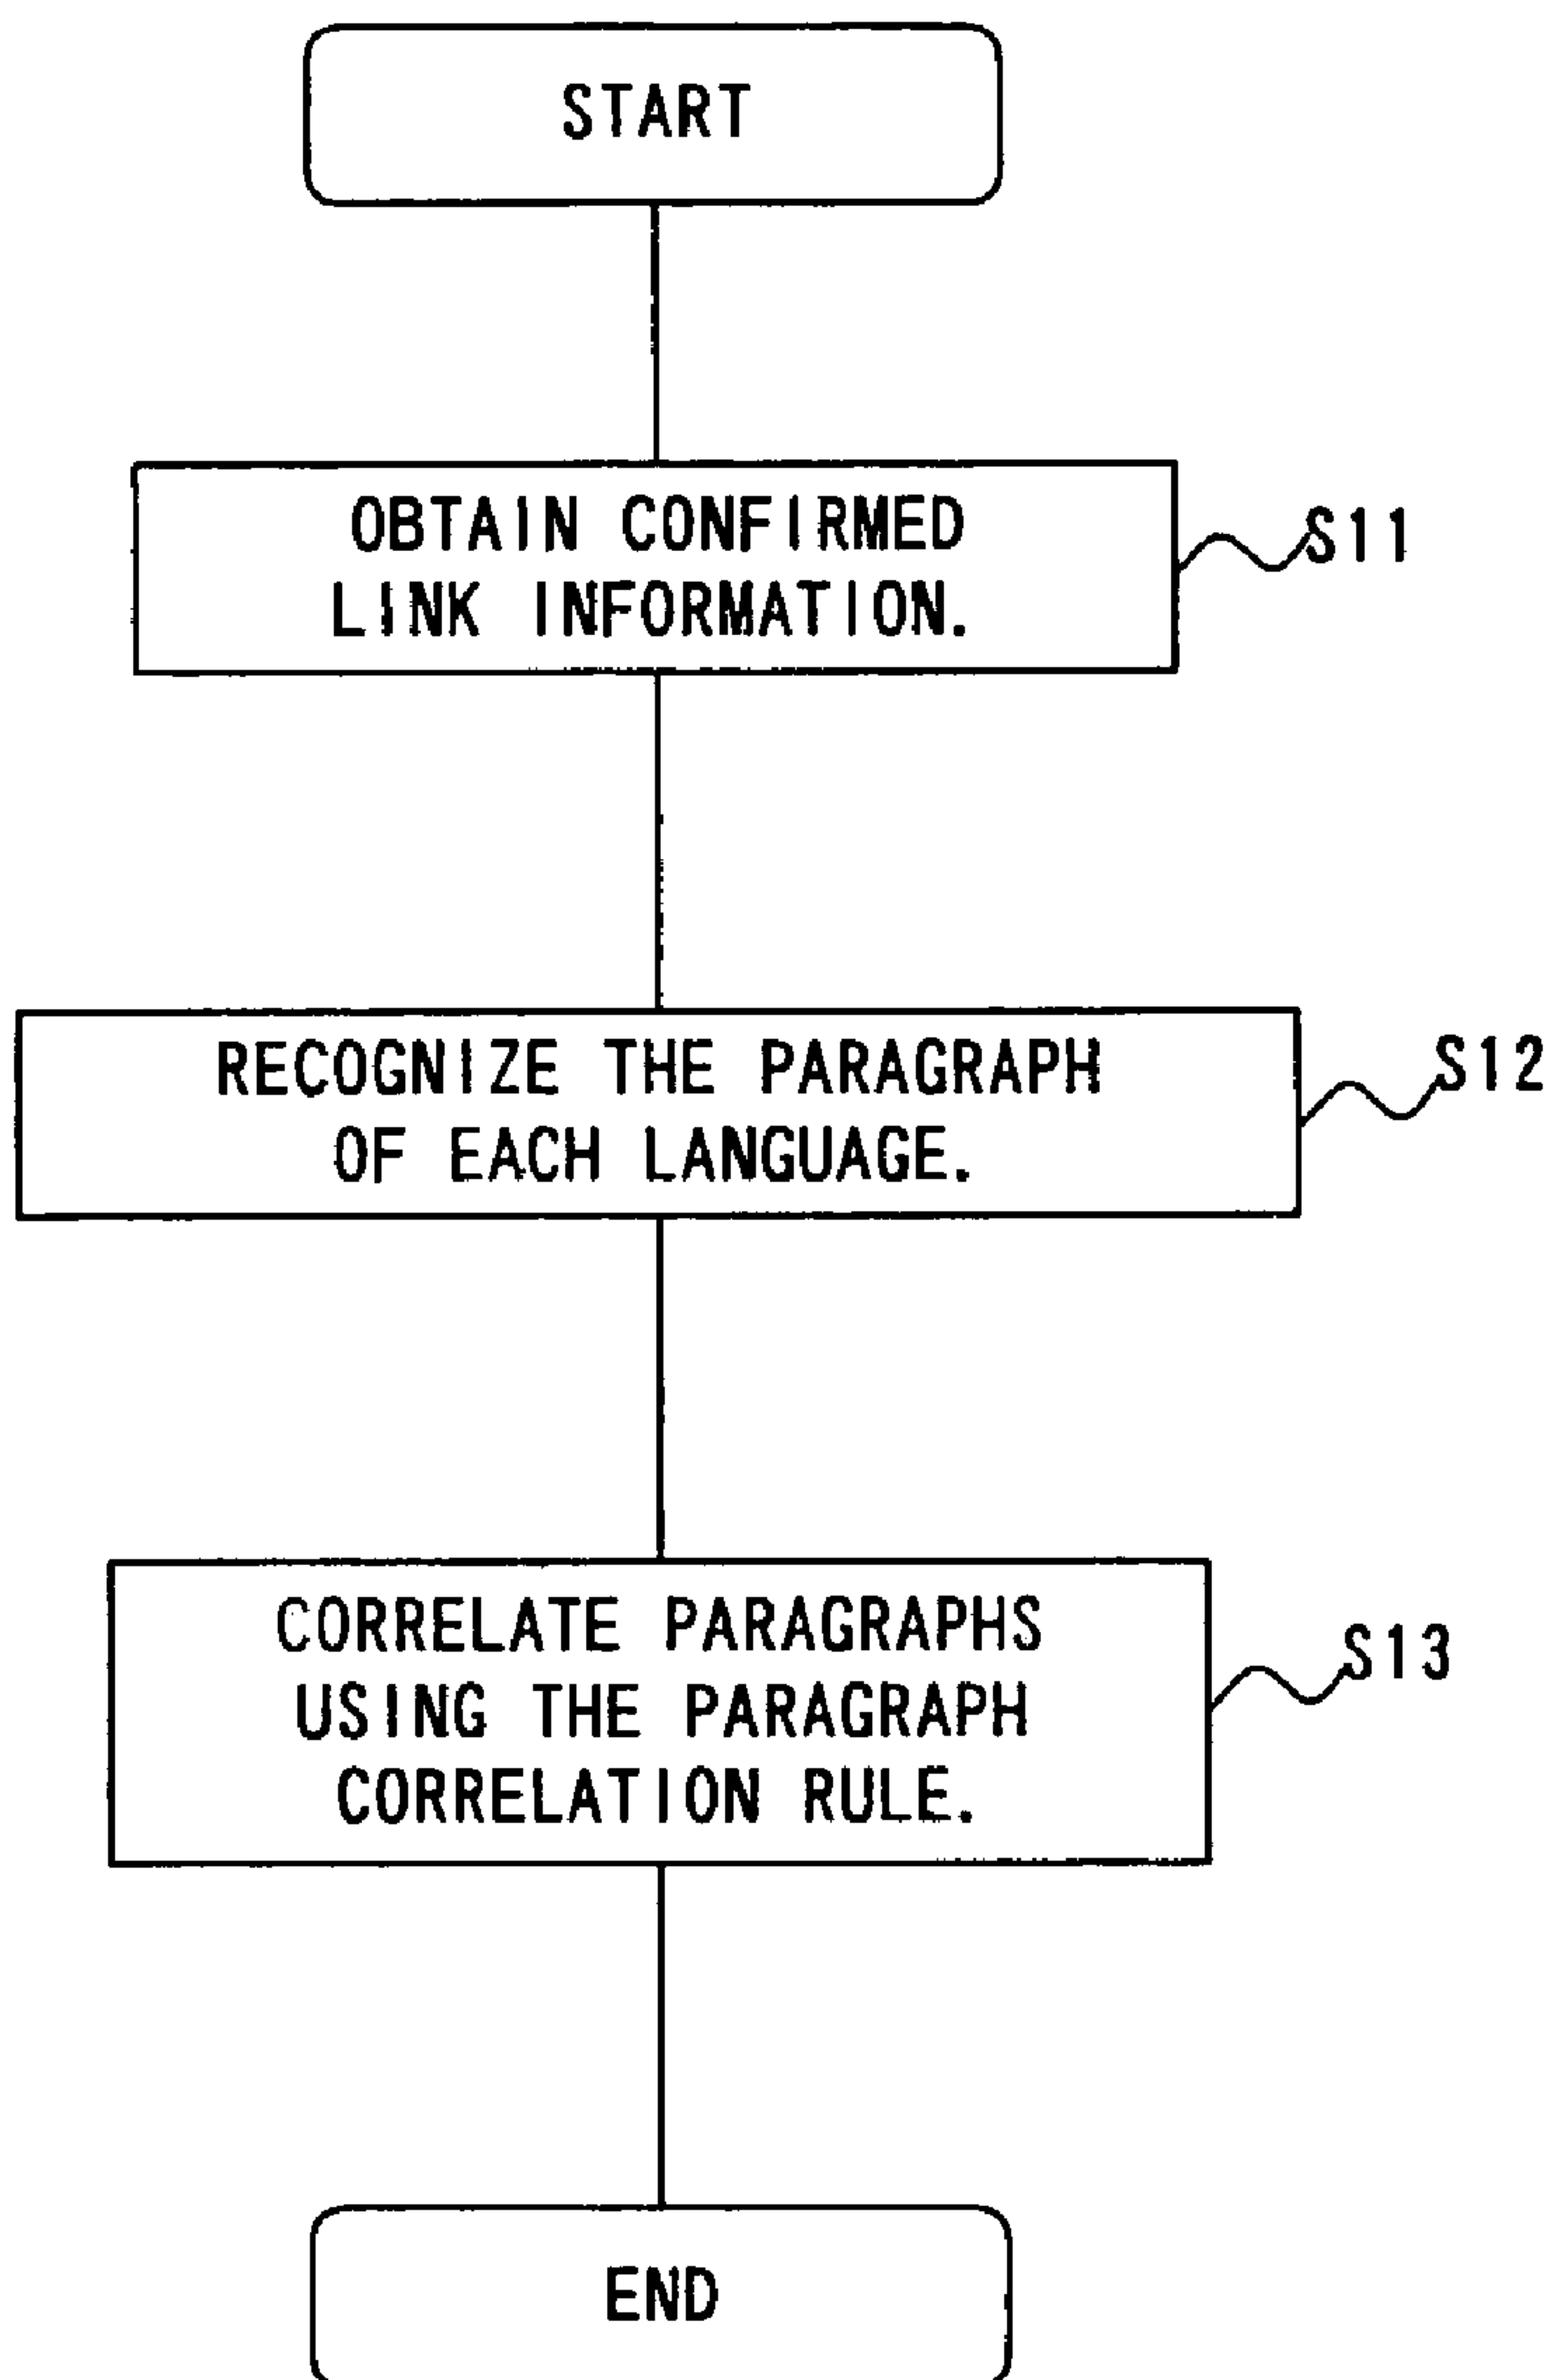 START
OBTAIN CONFIRMED
LINK INFORMATION.
S11
RECOGNIZE THE PARAGRAPH
OF EACH LANGUAGE.
S12
CORRELATE PARAGRAPHS
USING THE PARAGRAPH
CORRELATION RULE.
S13
END